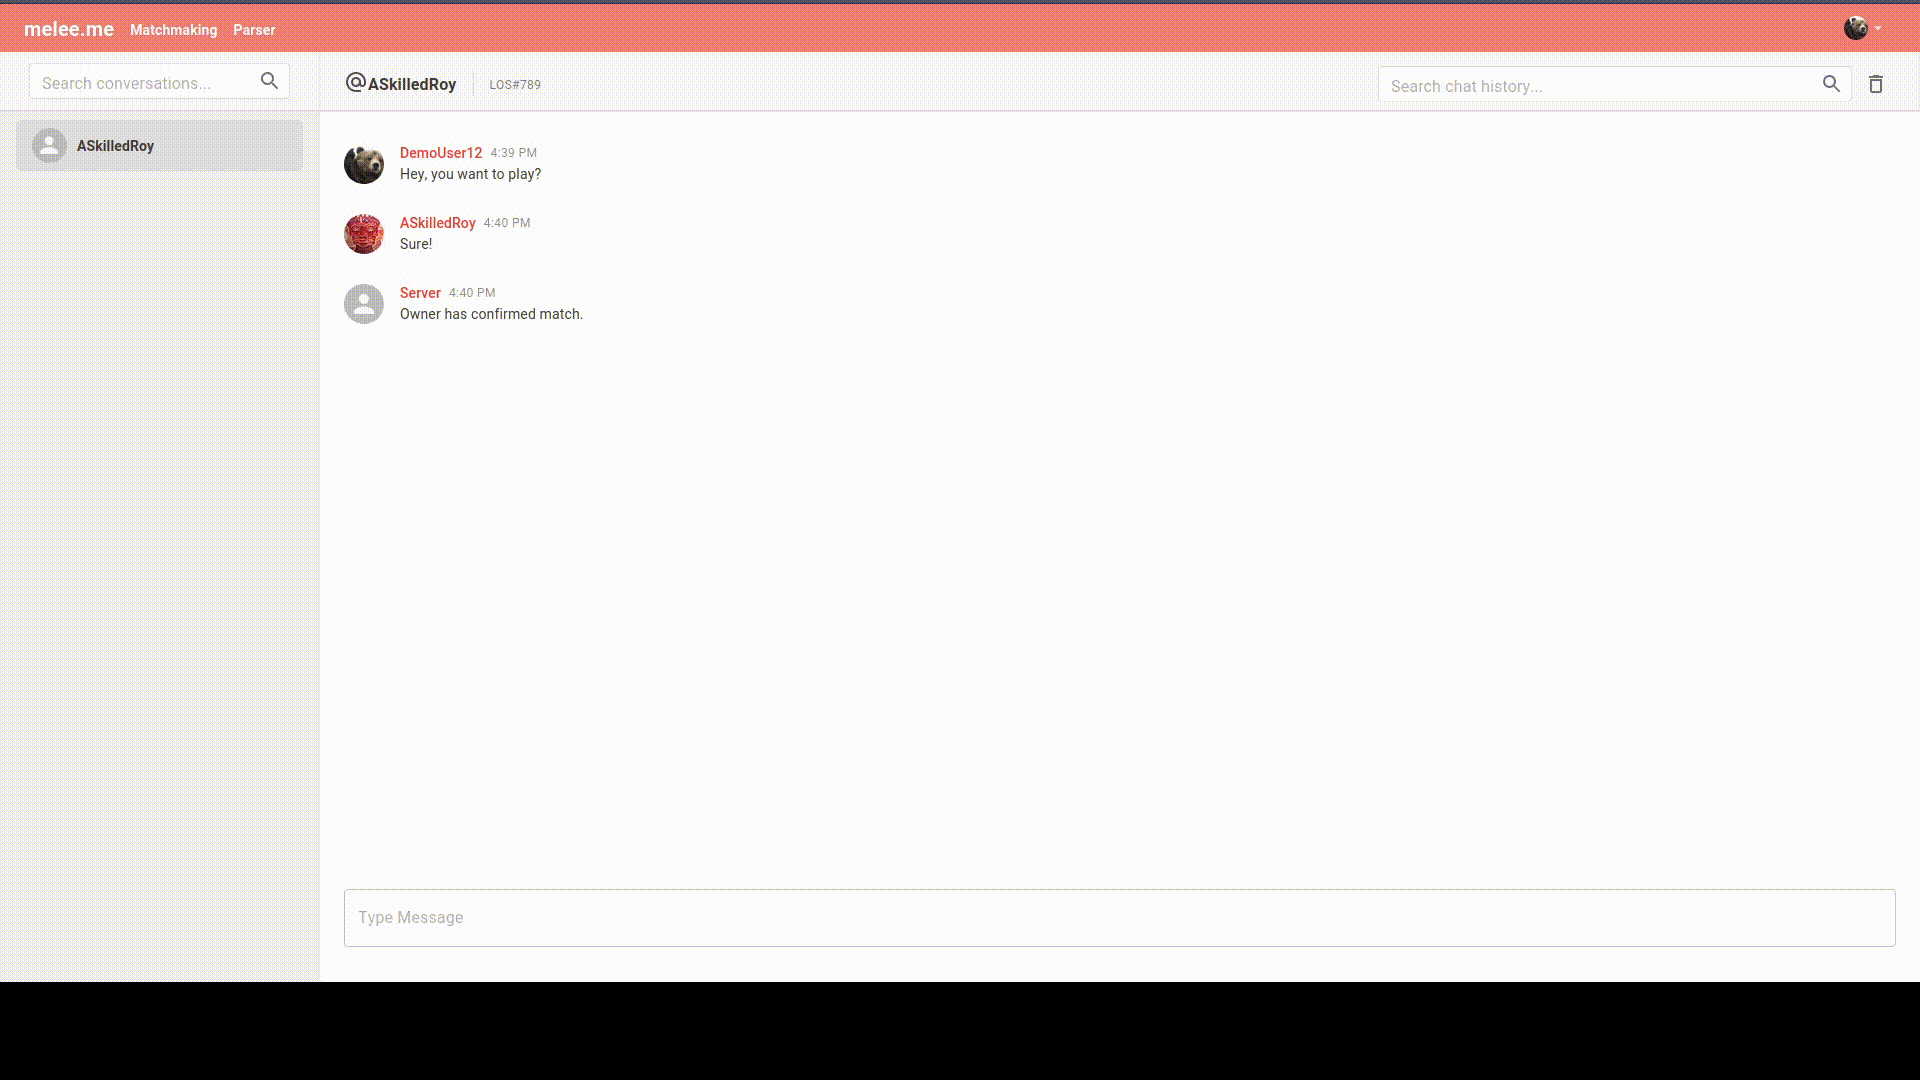 melee.me Matchmaking Parser
Search conversations...
@ASkilledRoy LOS#789
Search chat history...
ASkilledRoy
DemoUser12 4:39 PM
Hey, you want to play?
ASkilledRoy 4:40 PM
Sure!
Server 4:40 PM
Owner has confirmed match.
Type Message